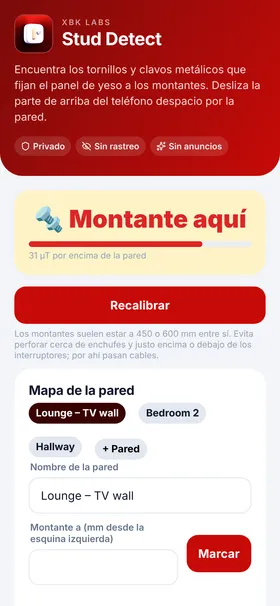 XBK LABS
Stud Detect
Encuentra los tornillos y clavos metálicos que
fijan el panel de yeso a los montantes. Desliza la
parte de arriba del teléfono despacio por la
pared.
Privado
Sin rastreo
Sin anuncios
Montante aquí
31 µT por encima de la pared
Recalibrar
Los montantes suelen estar a 450 o 600 mm entre sí. Evita
perforar cerca de enchufes y justo encima o debajo de los
interruptores; por ahí pasan cables.
Mapa de la pared
Lounge – TV wall
Bedroom 2
Hallway
+ Pared
Nombre de la pared
Lounge – TV wall
Montante a (mm desde la
esquina izquierda)
Marcar